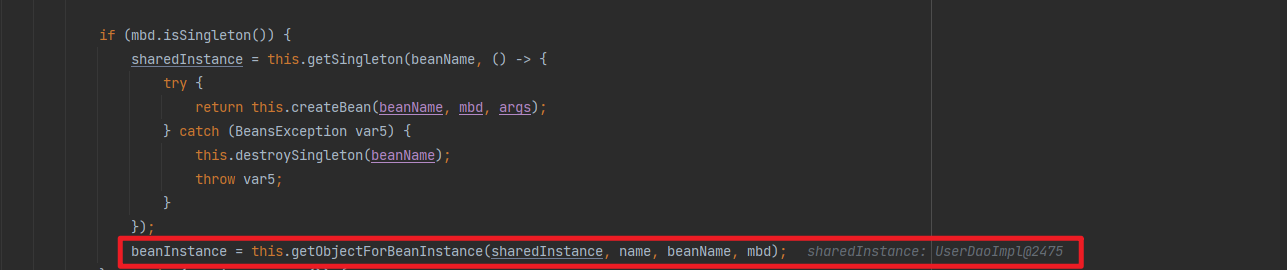 if (mbd.isSingleton()) {
sharedInstance = this.getSingleton(beanName, () -> {
try {
return this.createBean(beanName, mbd, args);
} catch (BeansException var5) {
this.destroySingleton(beanName);
throw var5;
}
});
beanInstance = this.getObjectForBeanInstance(sharedInstance, name, beanName, mbd); sharedInstance: UserDaoImpl@2475